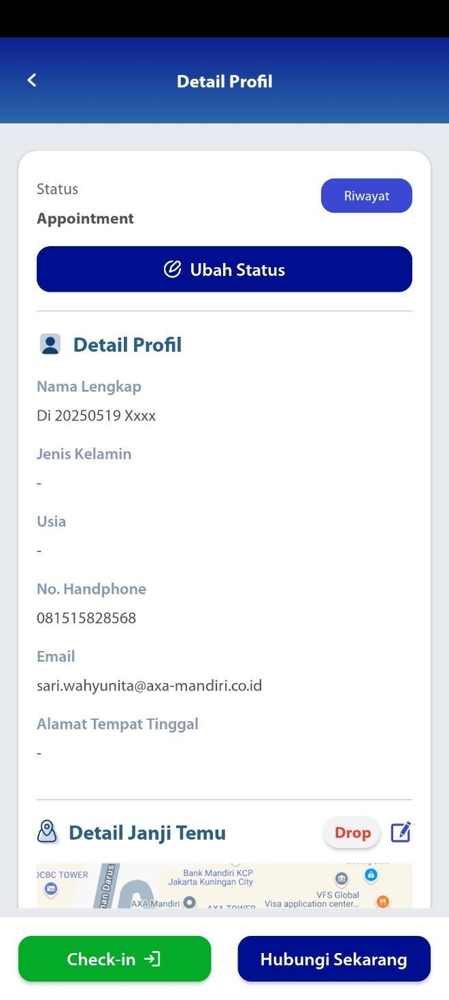 Detail Profil
Status
Riwayat
Appointment
Ubah Status
Detail Profil
Nama Lengkap
Di 20250519 Xxxx
Jenis Kelamin
-
Usia
-
No. Handphone
081515828568
Email
sari.wahyunita@axa-mandiri.co.id
Alamat Tempat Tinggal
-
Detail Janji Temu
Drop
OCBC TOWER
Bank Mandiri KCP
Jakarta Kuningan City
VFS Global
AXA Mandiri
AXA TOWER
Visa application center...
Check-in
Hubungi Sekarang